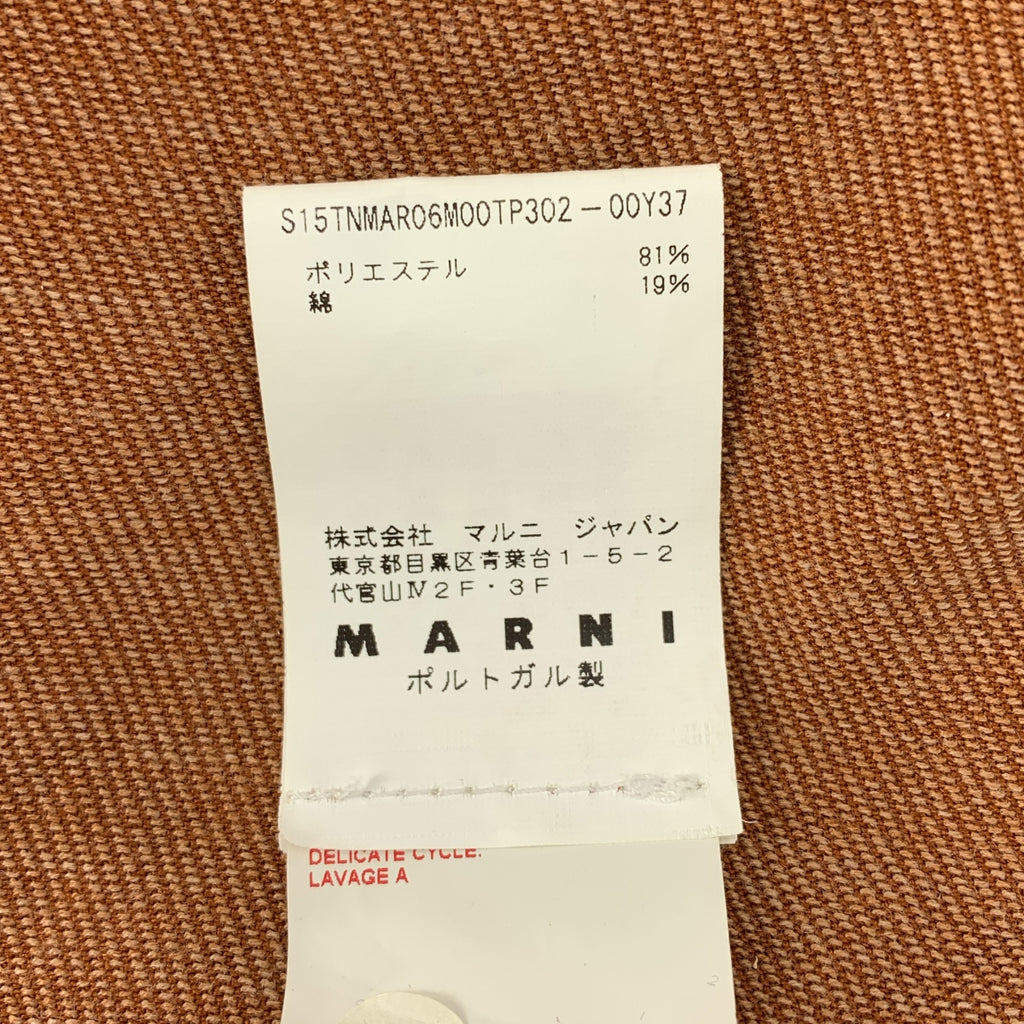 S15TNMAR06M00TP302-00Y37
ポリエステル 81%
綿 19%
株式会社 マルニ ジャパン
東京都目黒区青葉台1-5-2
代官山Ⅳ2F・3F
MARNI
ポルトガル製
DELICATE CYCLE.
LAVAGE A